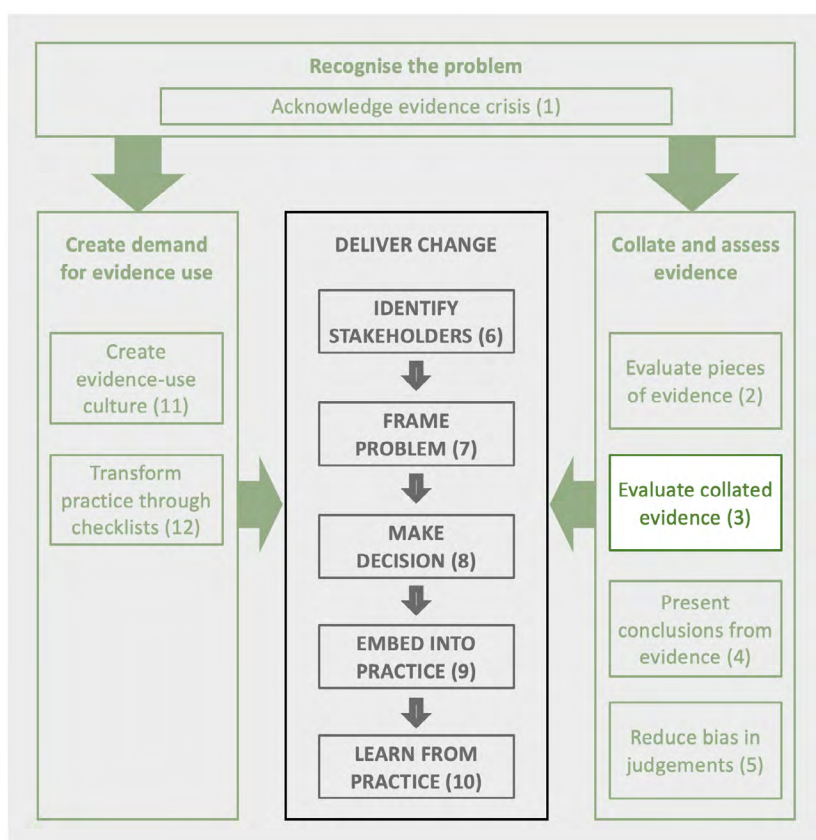 Recognise the problem
Acknowledge evidence crisis (1)
Create demand
for evidence use
Create
evidence-use
culture (11)
Transform
practice through
checklists (12)
DELIVER CHANGE
IDENTIFY
STAKEHOLDERS (6)
FRAME
PROBLEM (7)
MAKE
DECISION (8)
EMBED INTO
PRACTICE (9)
LEARN FROM
PRACTICE (10)
Collate and assess
evidence
Evaluate pieces
of evidence (2)
Evaluate collated
evidence (3)
Present
conclusions from
evidence (4)
Reduce bias in
judgements (5)